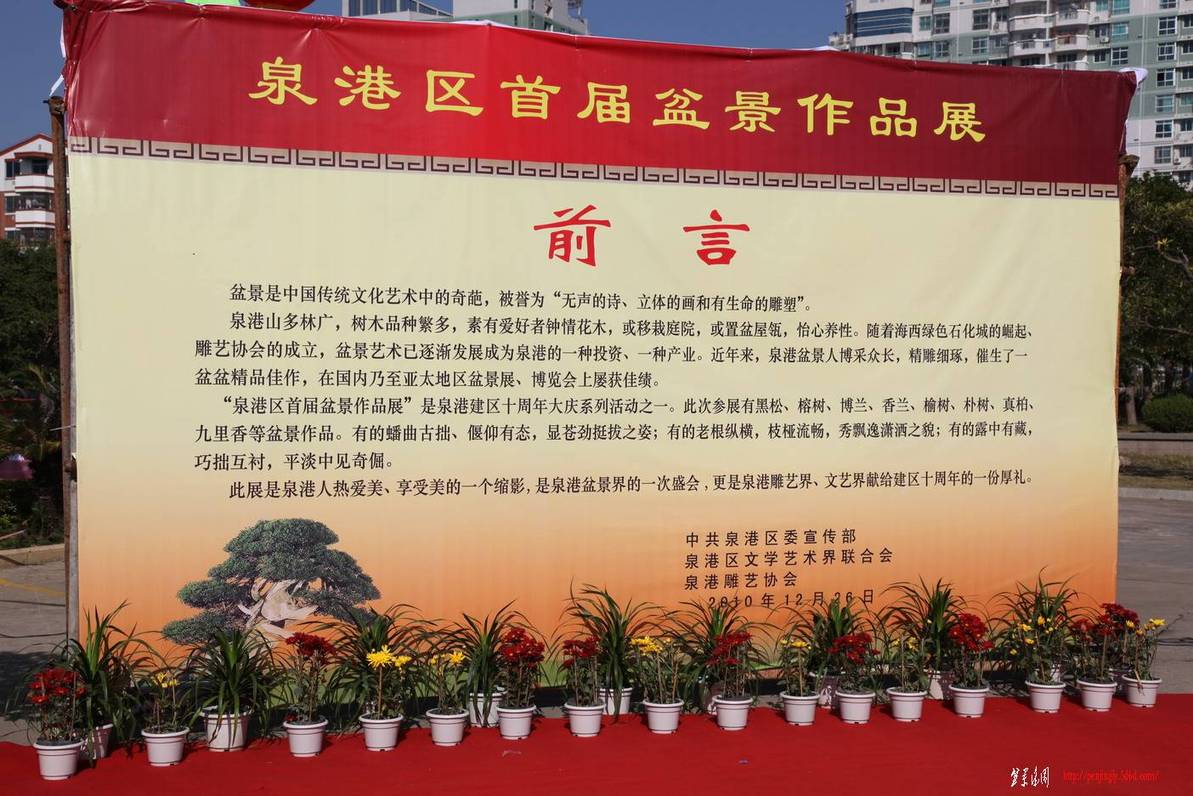 泉港区首届盆景作品展
前言
盆景是中国传统文化艺术中的奇葩，被誉为“无声的诗、立体的画和有生命的雕塑”。
泉港山多林广，树木品种繁多，素有爱好者钟情花木，或移栽庭院，或置盆屋瓴，怡心养性。随着海西绿色石化城的崛起、
雕艺协会的成立，盆景艺术已逐渐发展成为泉港的一种投资、一种产业。近年来，泉港盆景人博采众长，精雕细琢，催生了一
盆盆精品佳作，在国内乃至亚太地区盆景展、博览会上屡获佳绩。
“泉港区首届盆景作品展”是泉港建区十周年大庆系列活动之一。此次参展有黑松、榕树、博兰、香兰、榆树、朴树、真柏、
九里香等盆景作品。有的蟠曲古拙、偃仰有态，显苍劲挺拔之姿；有的老根纵横，枝桠流畅，秀飘逸潇洒之貌；有的露中有藏，
巧拙互衬，平淡中见奇倔。
此展是泉港人热爱美、享受美的一个缩影，是泉港盆景界的一次盛会，更是泉港雕艺界、文艺界献给建区十周年的一份厚礼。
中共泉港区委宣传部
泉港区文学艺术界联合会
泉港雕艺协会
2010年12月26日